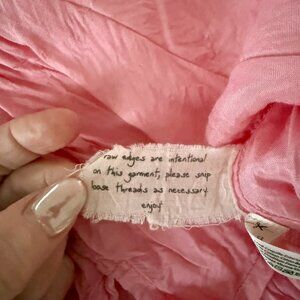 raw edges are intentional
on this garment, please snip
loose threads as necessary.
enjoy!